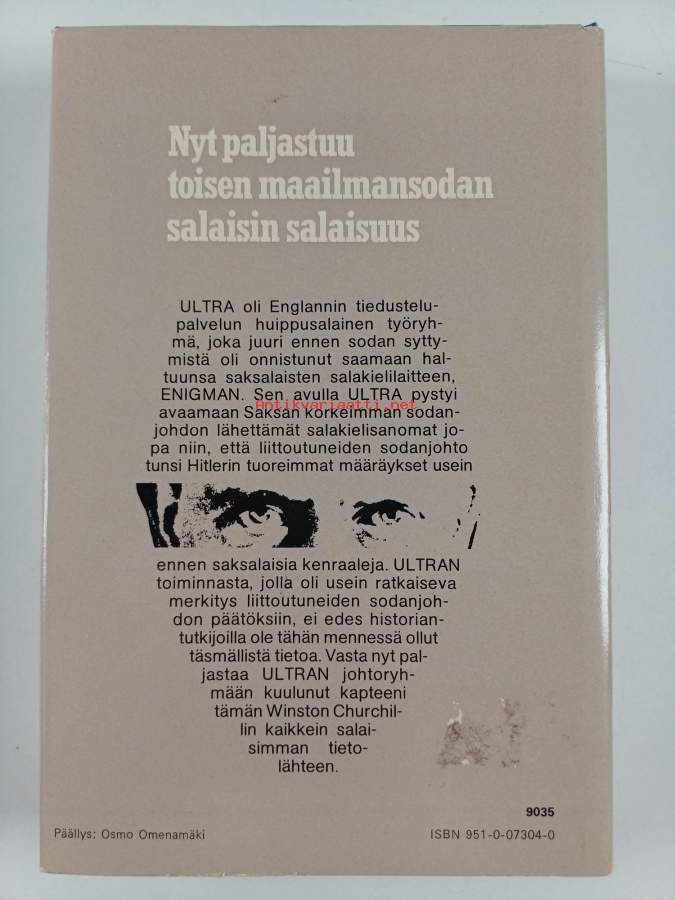 Nyt paljastuu
toisen maailmansodan
salaisin salaisuus
ULTRA oli Englannin tiedustelu-
palvelun huippusalainen työryh-
mä, joka juuri ennen sodan sytty-
mistä oli onnistunut saamaan hal-
tuunsa saksalaisten salakielilaitteen,
ENIGMAN. Sen avulla ULTRA pystyi
Antikvariaatti.net
avaamaan Saksan korkeimman sodan-
johdon lähettämät salakielisanomat jo-
pa niin, että liittoutuneiden sodanjohto
tunsi Hitlerin tuoreimmat määräykset usein
ennen saksalaisia kenraaleja. ULTRAN
toiminnasta, jolla oli usein ratkaiseva
merkitys liittoutuneiden sodanjoh-
don päätöksiin, ei edes historian-
tutkijoilla ole tähän mennessä ollut
täsmällistä tietoa. Vasta nyt pal-
jastaa ULTRAN johtoryh-
mään kuulunut kapteeni
tämän Winston Churchil-
lin kaikkein salai-
simman tieto-
lähteen.
9035
Päällys: Osmo Omenamäki
ISBN 951-0-07304-0